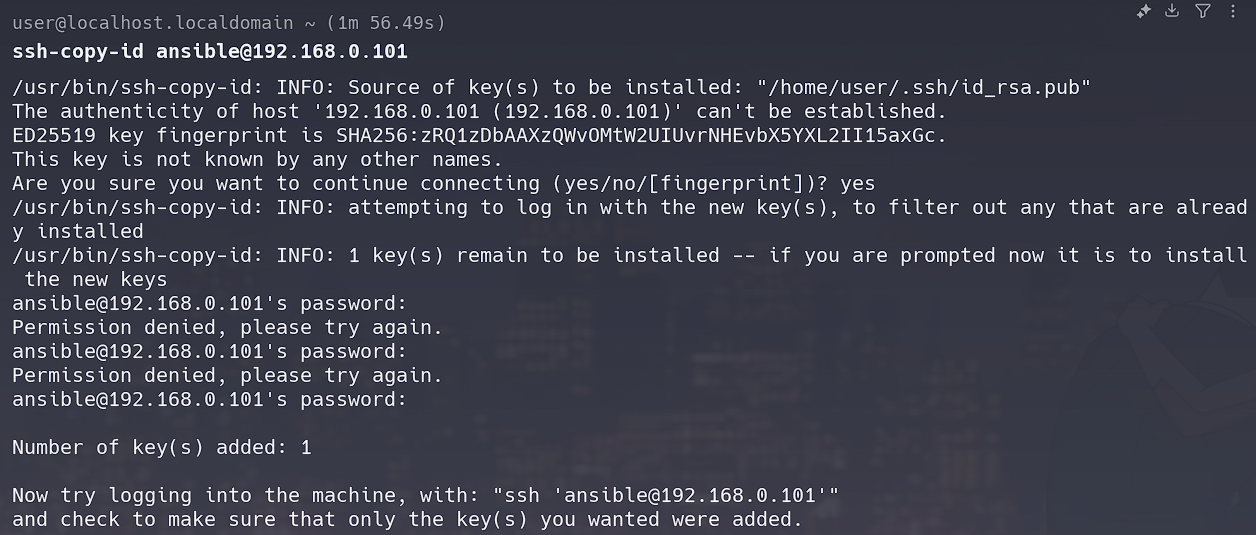 user@localhost.localdomain ~ (1m 56.49s)
ssh-copy-id ansible@192.168.0.101
/usr/bin/ssh-copy-id: INFO: Source of key(s) to be installed: "/home/user/.ssh/id_rsa.pub"
The authenticity of host '192.168.0.101 (192.168.0.101)' can't be established.
ED25519 key fingerprint is SHA256:zRQ1zDbAAXzQWvOMtW2UIUvrNHEvbX5YXL2II15axGc.
This key is not known by any other names.
Are you sure you want to continue connecting (yes/no/[fingerprint])? yes
/usr/bin/ssh-copy-id: INFO: attempting to log in with the new key(s), to filter out any that are alread
y installed
/usr/bin/ssh-copy-id: INFO: 1 key(s) remain to be installed -- if you are prompted now it is to install
 the new keys
ansible@192.168.0.101's password:
Permission denied, please try again.
ansible@192.168.0.101's password:
Permission denied, please try again.
ansible@192.168.0.101's password:
Number of key(s) added: 1
Now try logging into the machine, with: "ssh 'ansible@192.168.0.101'"
and check to make sure that only the key(s) you wanted were added.